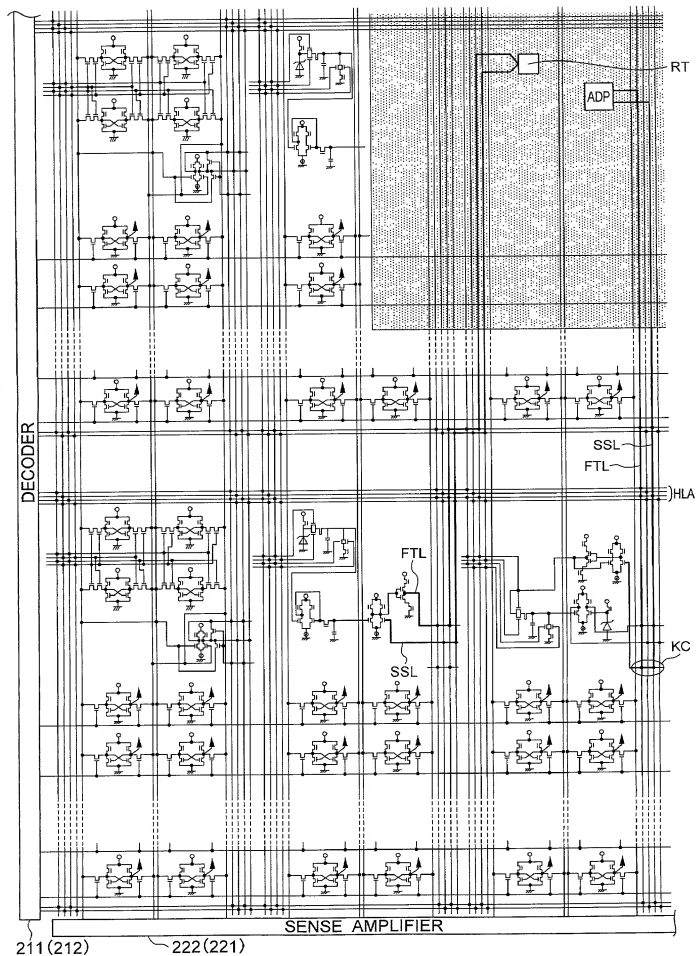 RT
ADP
DECODER
SSL
FTL
HLA
FTL
SSL
KC
SENSE AMPLIFIER
211(212)
222(221)